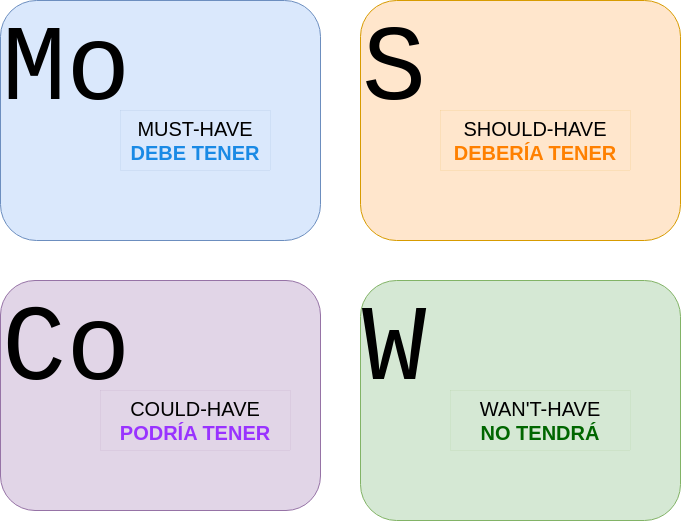 Mo
MUST-HAVE
DEBE TENER
S
SHOULD-HAVE
DEBERÍA TENER
Co
COULD-HAVE
PODRÍA TENER
W
WAN'T-HAVE
NO TENDRÁ